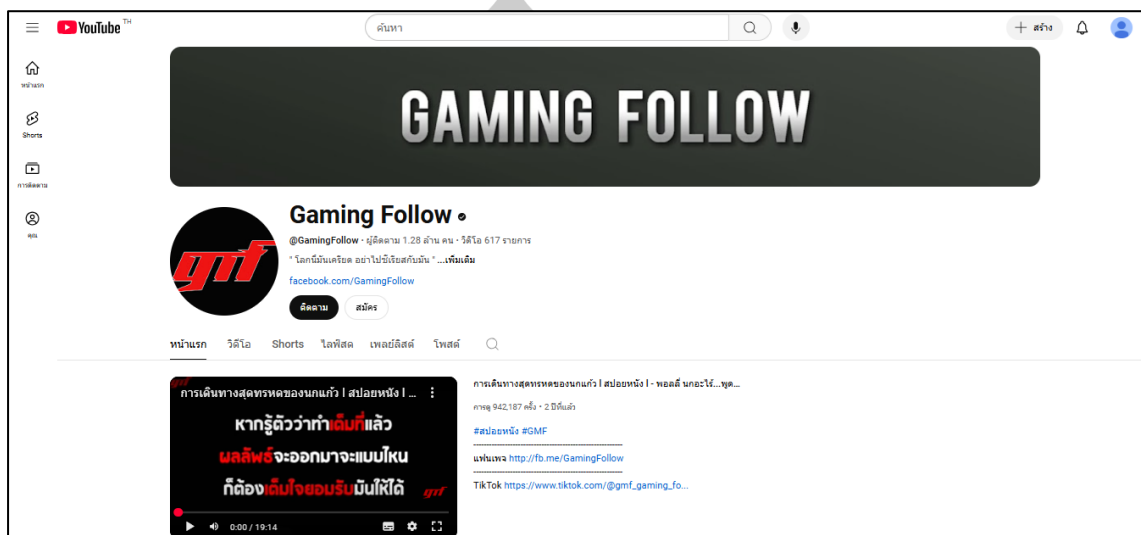 YouTube TH
ค้นหา
สร้าง
หน้าแรก
Shorts
การติดตาม
คุณ
GAMING FOLLOW
gmf
Gaming Follow
@GamingFollow • ผู้ติดตาม 1.28 ล้าน คน • วิดีโอ 617 รายการ
" โลกนี้มันเครียด อย่าไปซีเรียสกับมัน " ...เพิ่มเติม
facebook.com/GamingFollow
ติดตาม
สมัคร
หน้าแรก วิดีโอ Shorts ไลฟ์สด เพลย์ลิสต์ โพสต์
การเดินทางสุดทรหดของนกแก้ว l สปอยหนัง l ...
หากรู้ตัวว่าทำเต็มที่แล้ว
ผลลัพธ์จะออกมาจะแบบไหน
ก็ต้องเต็มใจยอมรับมันให้ได้
gmf
0:00 / 19:14
การเดินทางสุดทรหดของนกแก้ว l สปอยหนัง l - พอลลี่ นกอะไร้...พูด...
การดู 942,187 ครั้ง • 2 ปีที่แล้ว
#สปอยหนัง #GMF
แฟนเพจ http://fb.me/GamingFollow
TikTok https://www.tiktok.com/@gmf_gaming_fo...